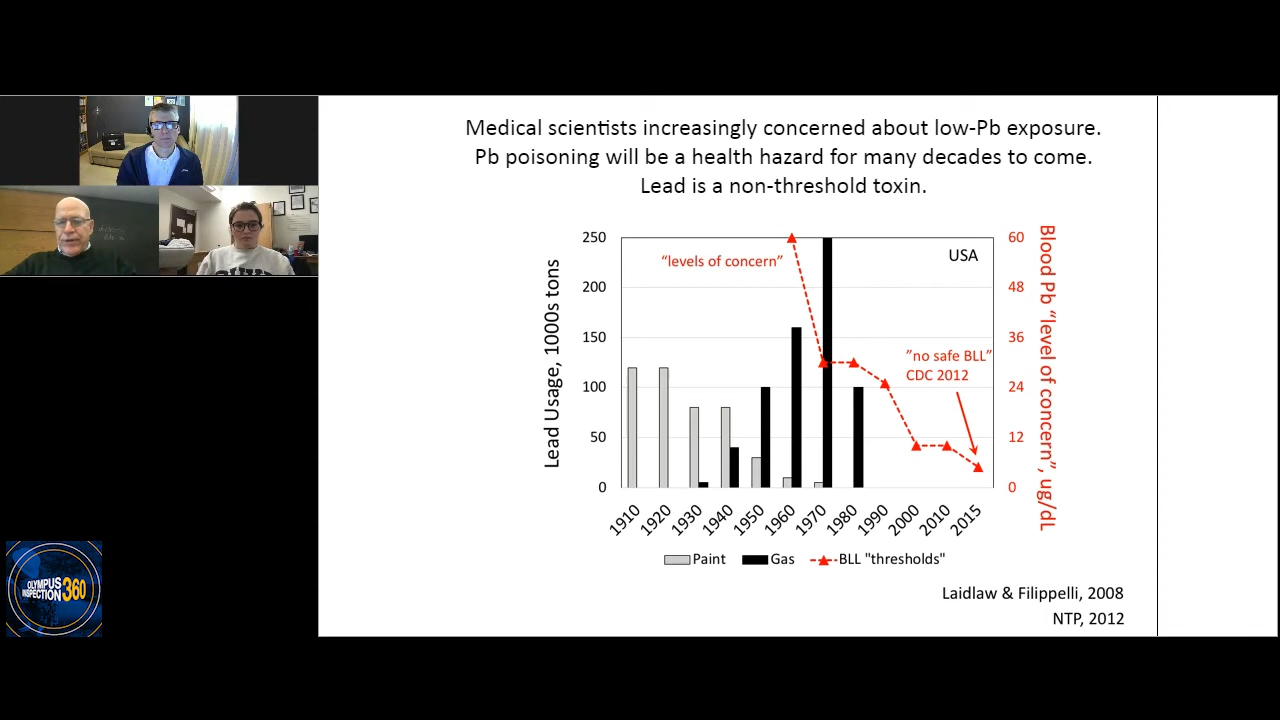 Medical scientists increasingly concerned about low-Pb exposure.
Pb poisoning will be a health hazard for many decades to come.
Lead is a non-threshold toxin.
Lead Usage, 1000s tons
250
200
150
100
50
0
"levels of concern"
USA
"no safe BLL"
CDC 2012
60
48
36
24
12
0
Blood Pb "level of concern", ug/dL
1910
1920
1930
1940
1950
1960
1970
1980
1990
2000
2010
2015
Paint
Gas
BLL "thresholds"
Laidlaw & Filippelli, 2008
NTP, 2012
OLYMPUS
INSPECTION 360